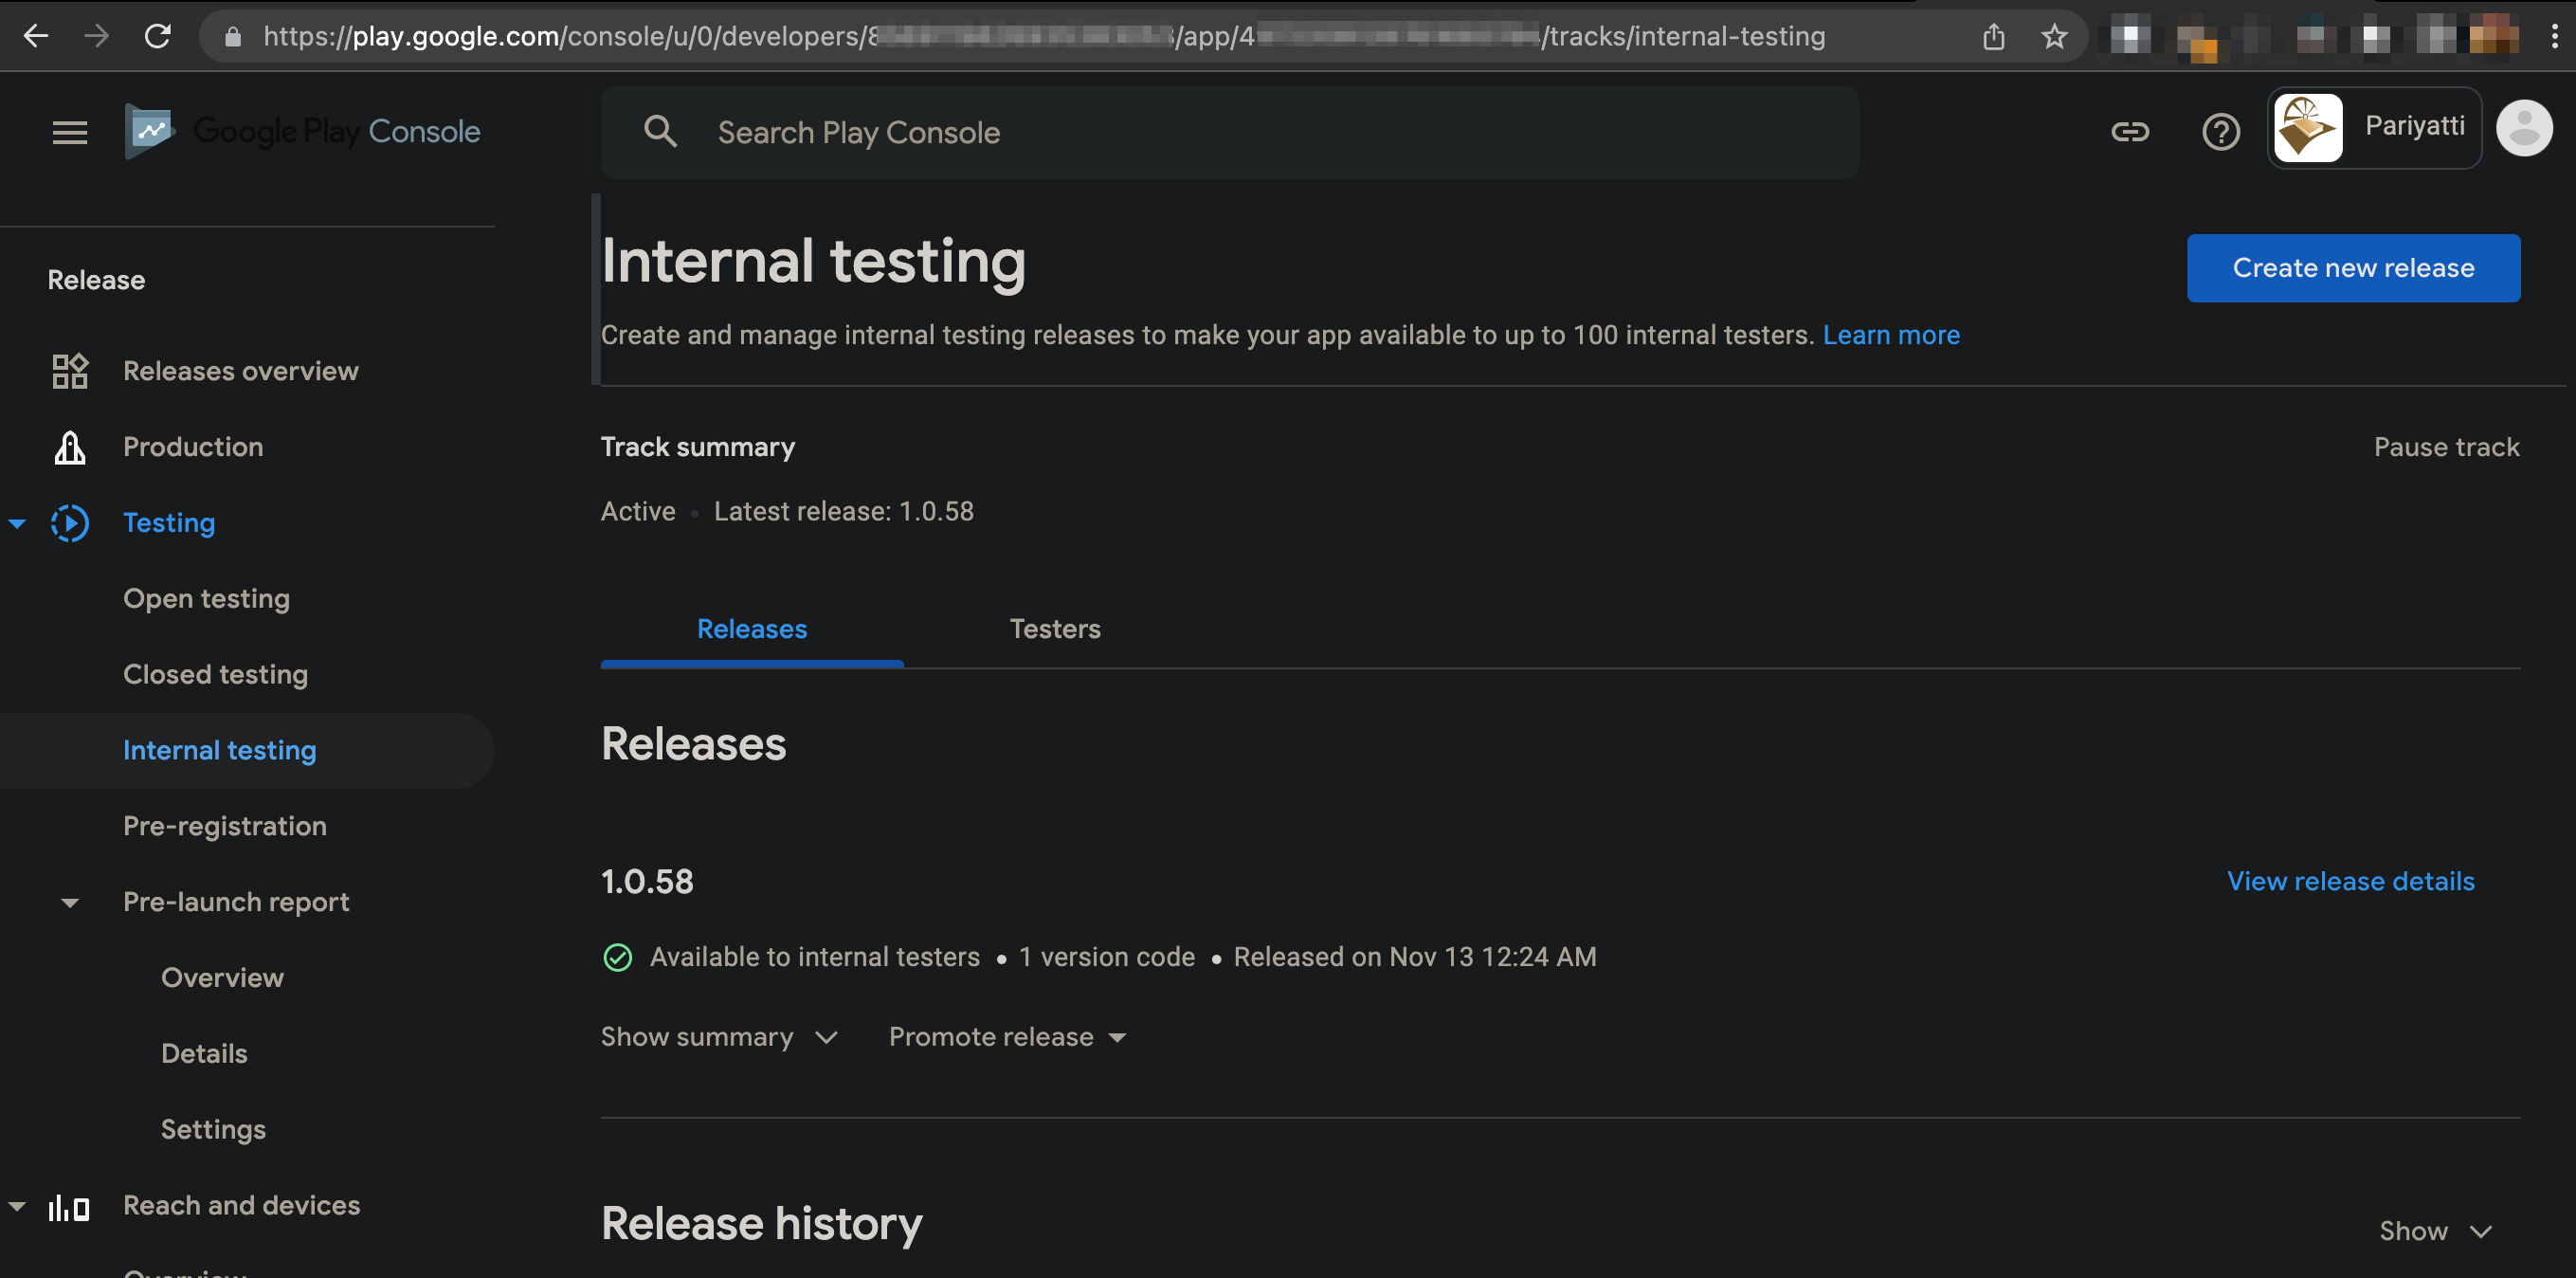 https://play.google.com/console/u/0/developers/8 /app/4 /tracks/internal-testing
Google Play Console
Search Play Console
Pariyatti
Release
Releases overview
Production
Testing
Open testing
Closed testing
Internal testing
Pre-registration
Pre-launch report
Overview
Details
Settings
Reach and devices
Overview
Internal testing
Create new release
Create and manage internal testing releases to make your app available to up to 100 internal testers. Learn more
Track summary
Pause track
Active • Latest release: 1.0.58
Releases
Testers
Releases
1.0.58
View release details
Available to internal testers • 1 version code • Released on Nov 13 12:24 AM
Show summary
Promote release
Release history
Show